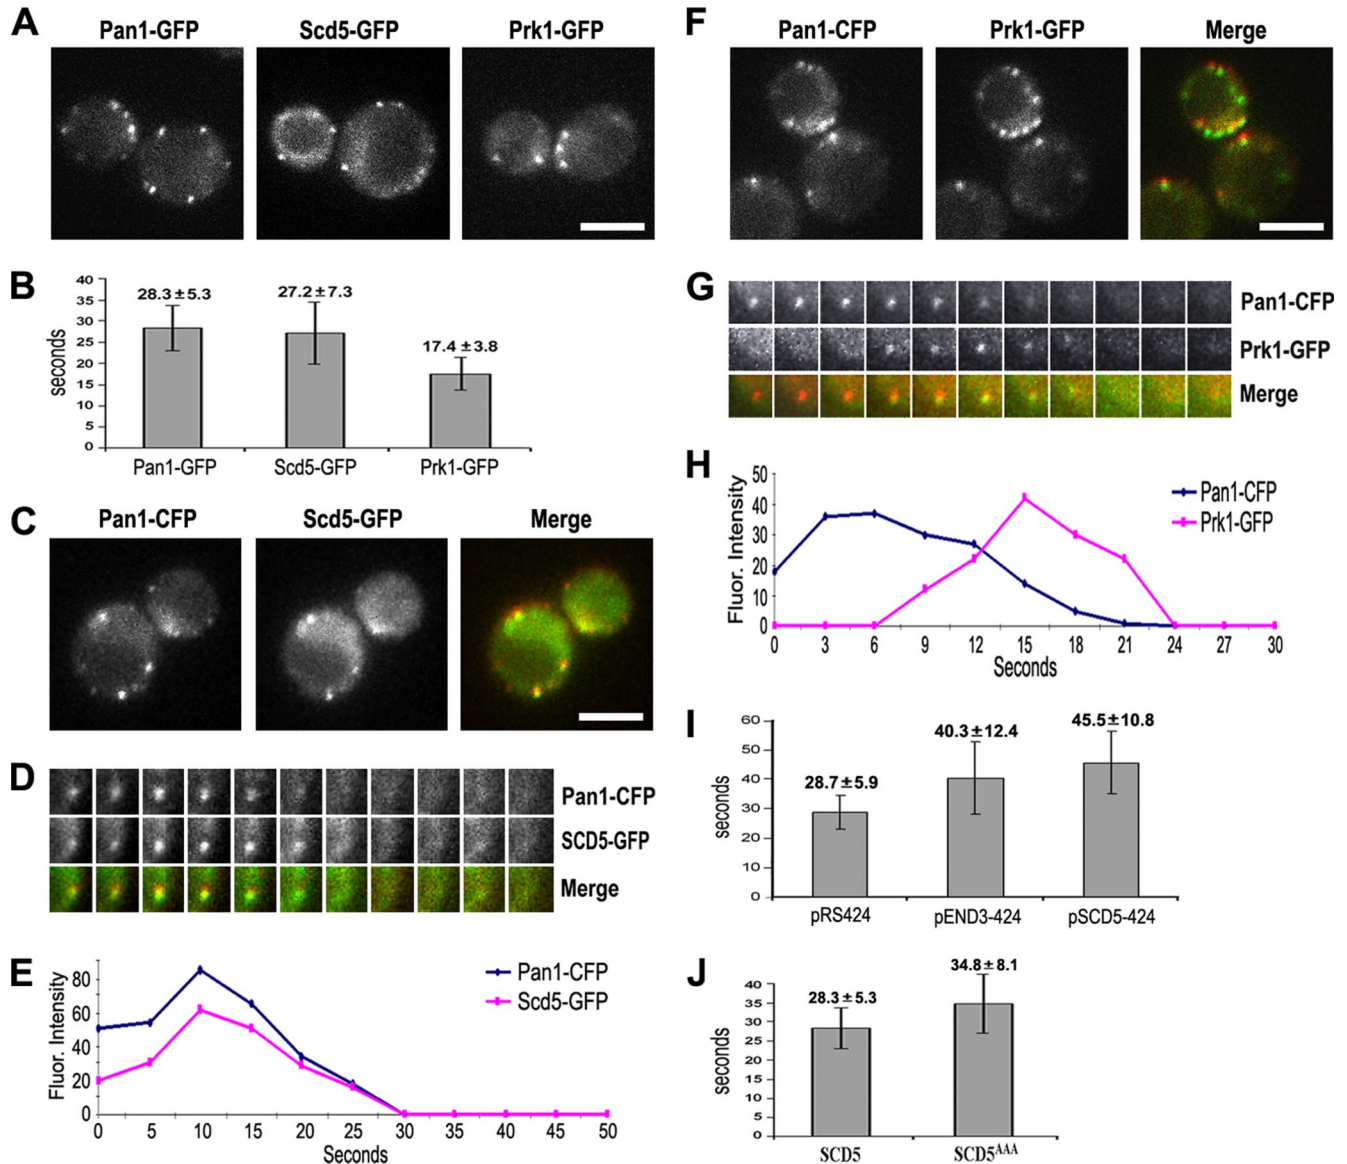 A
Pan1-GFP
Scd5-GFP
Prk1-GFP
B
seconds
40
35
30
25
20
15
10
5
0
28.3±5.3
27.2±7.3
17.4±3.8
Pan1-GFP
Scd5-GFP
Prk1-GFP
C
Pan1-CFP
Scd5-GFP
Merge
D
Pan1-CFP
SCD5-GFP
Merge
E
Fluor. Intensity
80
60
40
20
0
Pan1-CFP
Scd5-GFP
0 5 10 15 20 25 30 35 40 45 50
Seconds
F
Pan1-CFP
Prk1-GFP
Merge
G
Pan1-CFP
Prk1-GFP
Merge
H
Fluor. Intensity
50
40
30
20
10
0
Pan1-CFP
Prk1-GFP
0 3 6 9 12 15 18 21 24 27 30
Seconds
I
seconds
60
50
40
30
20
10
0
28.7±5.9
40.3±12.4
45.5±10.8
pRS424
pEND3-424
pSCD5-424
J
seconds
40
35
30
25
20
15
10
5
0
28.3±5.3
34.8±8.1
SCD5
SCD5^AAA